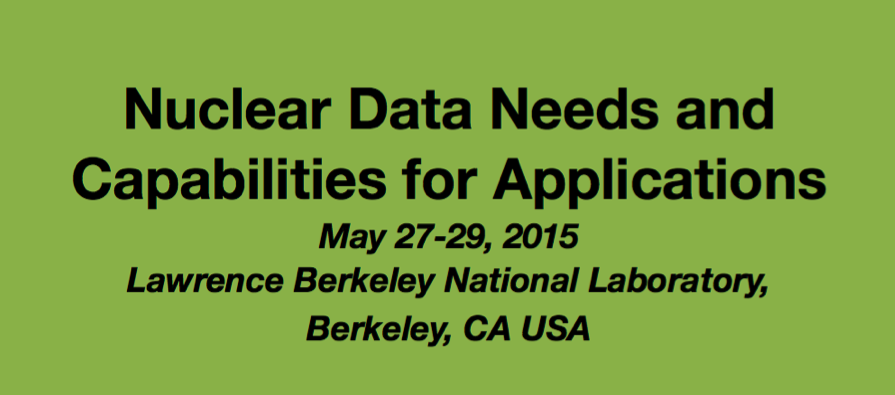 Nuclear Data Needs and
Capabilities for Applications
May 27-29, 2015
Lawrence Berkeley National Laboratory,
Berkeley, CA USA